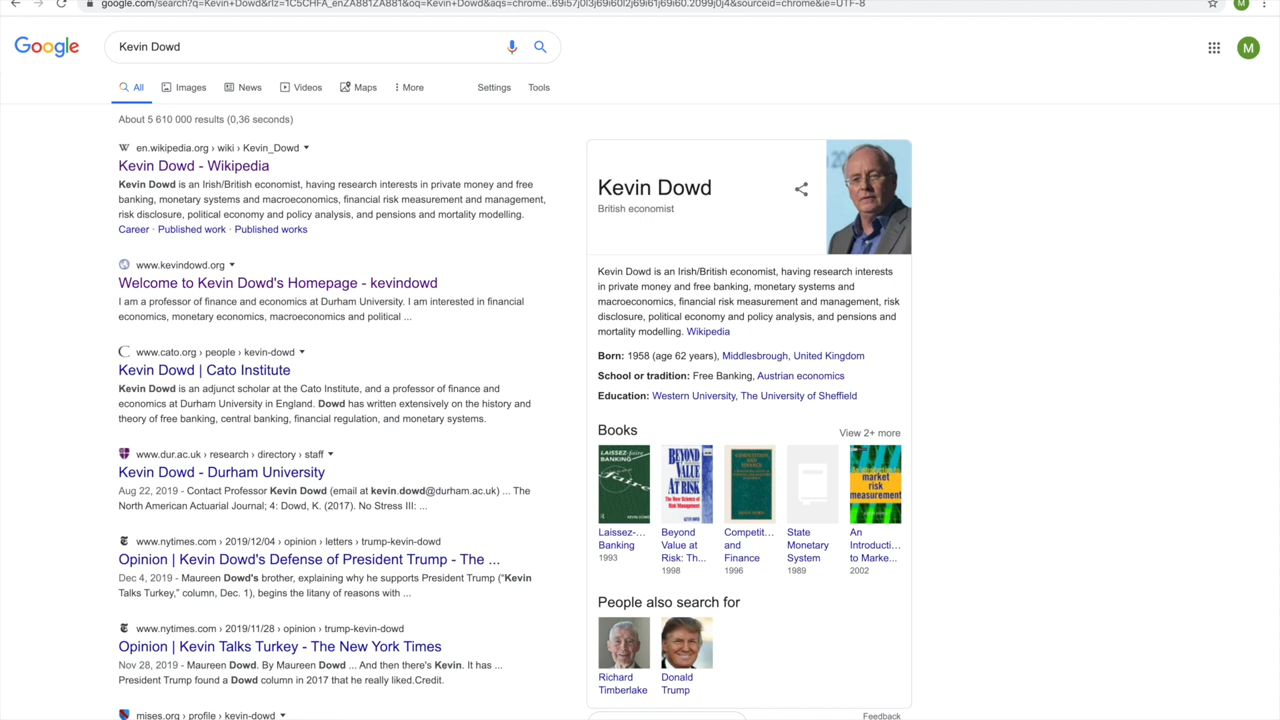 google.com/search?q=Kevin+Dowd&rlz=1C5CHFA_enZA881ZA881&oq=Kevin+Dowd&aqs=chrome..69i57j0l3j69i60l2j69i61j69i60.2099j0j4&sourceid=chrome&ie=UTF-8
M
Google
Kevin Dowd
M
All
Images
News
Videos
Maps
More
Settings
Tools
About 5 610 000 results (0,36 seconds)
W en.wikipedia.org › wiki › Kevin_Dowd
Kevin Dowd - Wikipedia
Kevin Dowd is an Irish/British economist, having research interests in private money and free
banking, monetary systems and macroeconomics, financial risk measurement and management,
risk disclosure, political economy and policy analysis, and pensions and mortality modelling.
Career · Published work · Published works
www.kevindowd.org
Welcome to Kevin Dowd's Homepage - kevindowd
I am a professor of finance and economics at Durham University. I am interested in financial
economics, monetary economics, macroeconomics and political ...
www.cato.org › people › kevin-dowd
Kevin Dowd | Cato Institute
Kevin Dowd is an adjunct scholar at the Cato Institute, and a professor of finance and
economics at Durham University in England. Dowd has written extensively on the history and
theory of free banking, central banking, financial regulation, and monetary systems.
www.dur.ac.uk › research › directory › staff
Kevin Dowd - Durham University
Aug 22, 2019 - Contact Professor Kevin Dowd (email at kevin.dowd@durham.ac.uk) ... The
North American Actuarial Journal; 4: Dowd, K. (2017). No Stress III: ...
www.nytimes.com › 2019/12/04 › opinion › letters › trump-kevin-dowd
Opinion | Kevin Dowd's Defense of President Trump - The ...
Dec 4, 2019 - Maureen Dowd's brother, explaining why he supports President Trump (“Kevin
Talks Turkey,” column, Dec. 1), begins the litany of reasons with ...
www.nytimes.com › 2019/11/28 › opinion › trump-kevin-dowd
Opinion | Kevin Talks Turkey - The New York Times
Nov 28, 2019 - Maureen Dowd. By Maureen Dowd ... And then there's Kevin. It has ...
President Trump found a Dowd column in 2017 that he really liked.Credit.
mises.org › profile › kevin-dowd
Kevin Dowd
British economist
Kevin Dowd is an Irish/British economist, having research interests
in private money and free banking, monetary systems and
macroeconomics, financial risk measurement and management, risk
disclosure, political economy and policy analysis, and pensions and
mortality modelling. Wikipedia
Born: 1958 (age 62 years), Middlesbrough, United Kingdom
School or tradition: Free Banking, Austrian economics
Education: Western University, The University of Sheffield
Books
View 2+ more
LAISSEZ-faire
BANKING
faire
BEYOND
VALUE
AT RISK
COMPETITION
AND
FINANCE
market
risk
measurement
Laissez-...
Banking
1993
Beyond
Value at
Risk: Th...
1998
Competit...
and
Finance
1996
State
Monetary
System
1989
An
Introducti...
to Marke...
2002
People also search for
Richard
Timberlake
Donald
Trump
Feedback